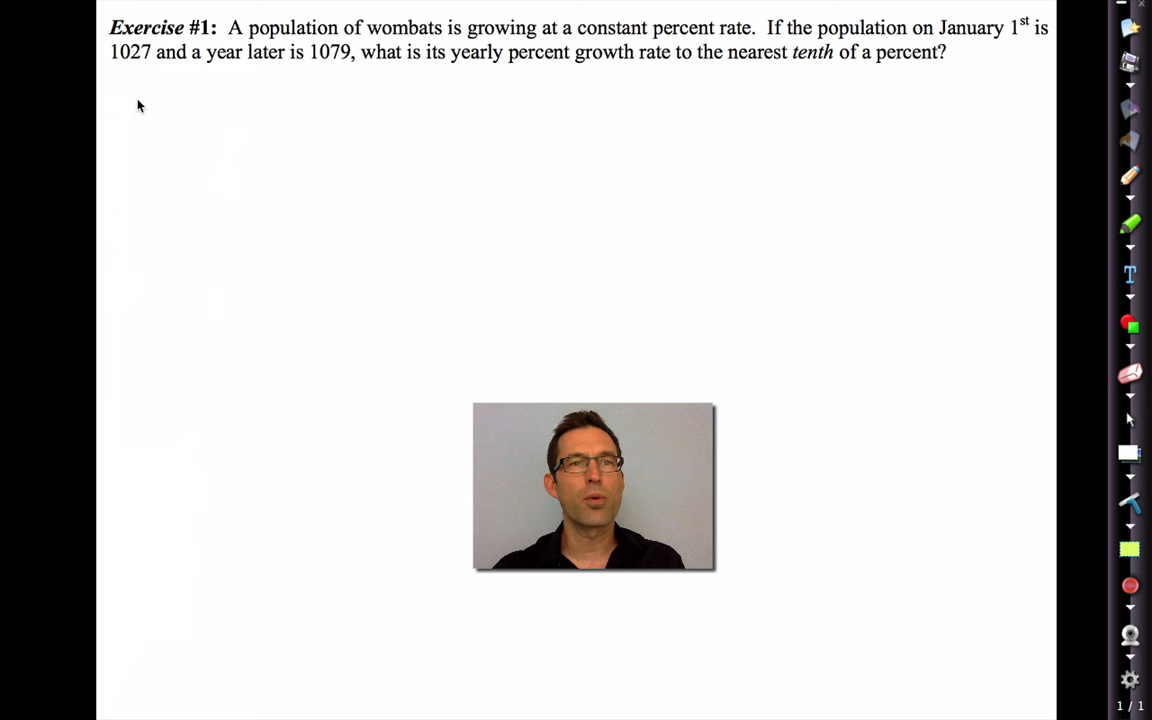 Exercise #1: A population of wombats is growing at a constant percent rate. If the population on January 1st is
1027 and a year later is 1079, what is its yearly percent growth rate to the nearest tenth of a percent?
T
1 / 1